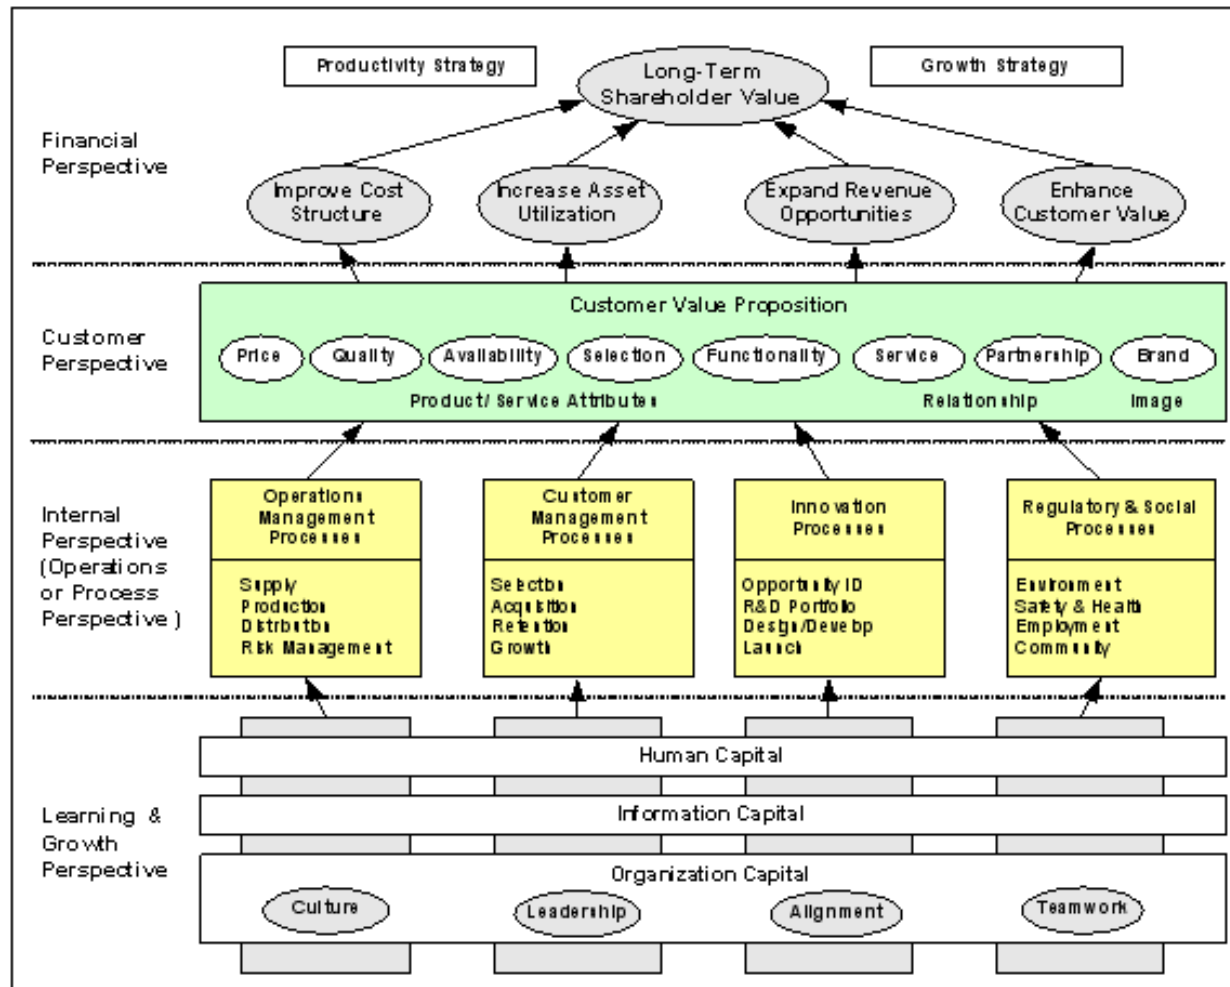 Productivity Strategy
Growth Strategy
Long-Term
Shareholder Value
Financial
Perspective
Improve Cost
Structure
Increase Asset
Utilization
Expand Revenue
Opportunities
Enhance
Customer Value
Customer
Perspective
Customer Value Proposition
Price
Quality
Availability
Selection
Functionality
Service
Partnership
Brand
Product/ Service Attributes
Relationship
Image
Internal
Perspective
(Operations
or Process
Perspective)
Operations
Management
Processes
Supply
Production
Distribution
Risk Management
Customer
Management
Processes
Selection
Acquisition
Retention
Growth
Innovation
Processes
Opportunity ID
R&D Portfolio
Design/Develop
Launch
Regulatory & Social
Processes
Environment
Safety & Health
Employment
Community
Learning &
Growth
Perspective
Human Capital
Information Capital
Organization Capital
Culture
Leadership
Alignment
Teamwork